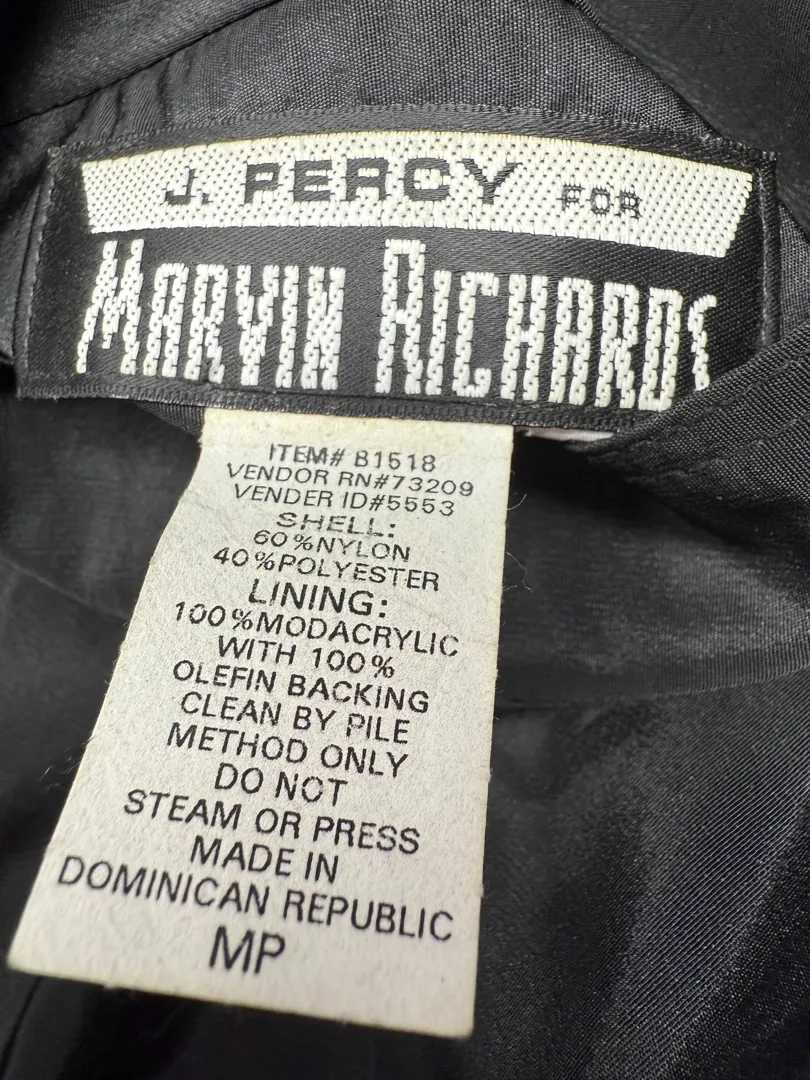 J. PERCY FOR
MARVIN RICHARDS
ITEM# B1518
VENDOR RN#73209
VENDER ID#5553
SHELL:
60%NYLON
40%POLYESTER
LINING:
100%MODACRYLIC
WITH 100%
OLEFIN BACKING
CLEAN BY PILE
METHOD ONLY
DO NOT
STEAM OR PRESS
MADE IN
DOMINICAN REPUBLIC
MP